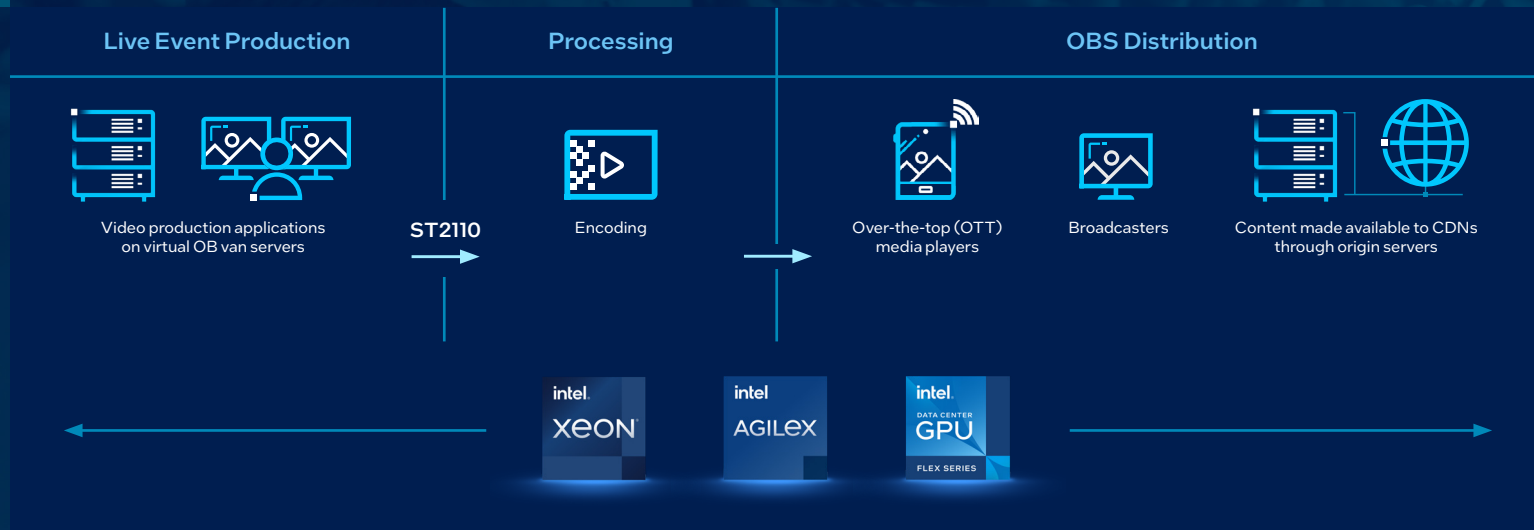 Live Event Production
Processing
OBS Distribution
Video production applications
on virtual OB van servers
ST2110
Encoding
Over-the-top (OTT)
media players
Broadcasters
Content made available to CDNs
through origin servers
intel.
xeon
intel
AGILEX
intel.
DATA CENTER
GPU
FLEX SERIES